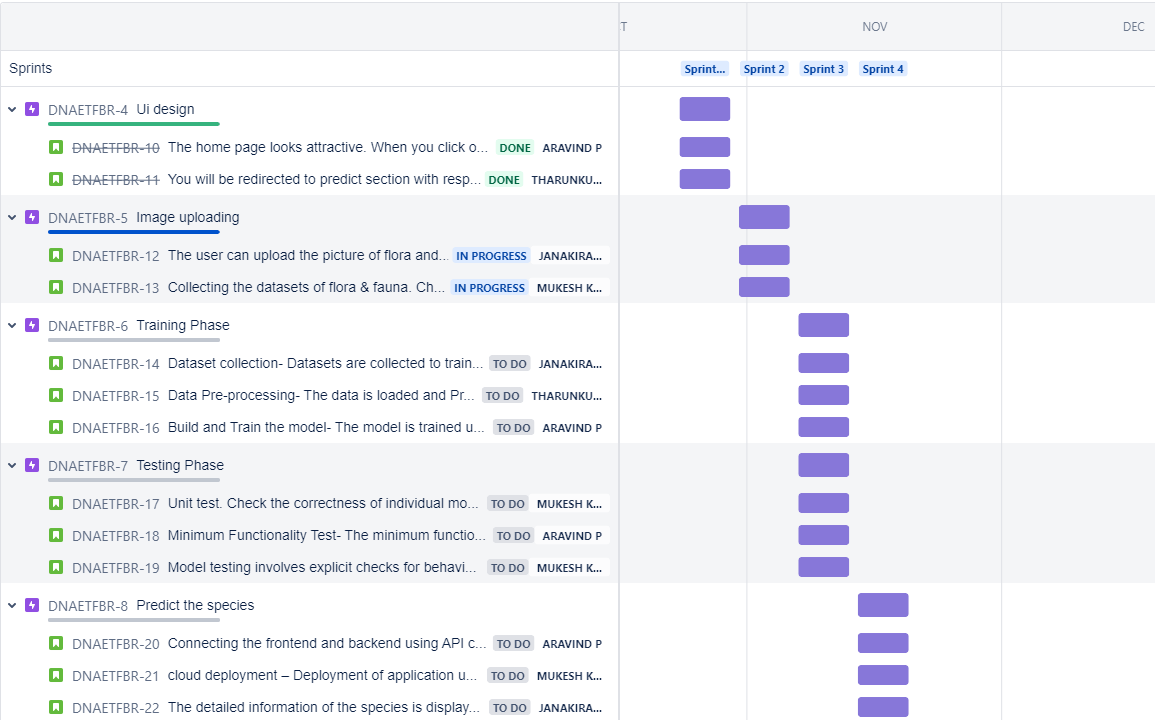 T NOV DEC
Sprints Sprint... Sprint 2 Sprint 3 Sprint 4
DNAETFBR-4 Ui design
DNAETFBR-10 The home page looks attractive. When you click o... DONE ARAVIND P
DNAETFBR-11 You will be redirected to predict section with resp... DONE THARUNKU...
DNAETFBR-5 Image uploading
DNAETFBR-12 The user can upload the picture of flora and... IN PROGRESS JANAKIRA...
DNAETFBR-13 Collecting the datasets of flora & fauna. Ch... IN PROGRESS MUKESH K...
DNAETFBR-6 Training Phase
DNAETFBR-14 Dataset collection- Datasets are collected to train... TO DO JANAKIRA...
DNAETFBR-15 Data Pre-processing- The data is loaded and Pr... TO DO THARUNKU...
DNAETFBR-16 Build and Train the model- The model is trained u... TO DO ARAVIND P
DNAETFBR-7 Testing Phase
DNAETFBR-17 Unit test. Check the correctness of individual mo... TO DO MUKESH K...
DNAETFBR-18 Minimum Functionality Test- The minimum functio... TO DO ARAVIND P
DNAETFBR-19 Model testing involves explicit checks for behavi... TO DO MUKESH K...
DNAETFBR-8 Predict the species
DNAETFBR-20 Connecting the frontend and backend using API c... TO DO ARAVIND P
DNAETFBR-21 cloud deployment – Deployment of application u... TO DO MUKESH K...
DNAETFBR-22 The detailed information of the species is display... TO DO JANAKIRA...